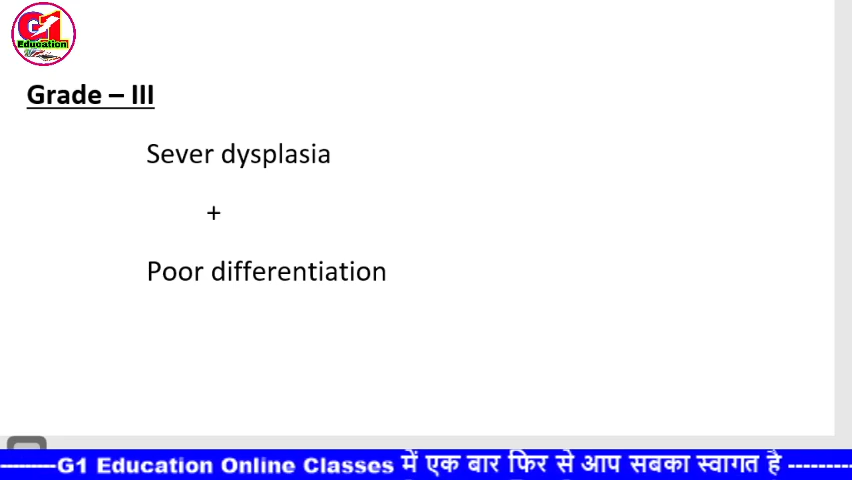 G1
Education
Grade – III
Sever dysplasia
+
Poor differentiation
---------G1 Education Online Classes में एक बार फिर से आप सबका स्वागत है ---------